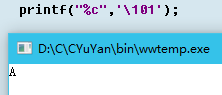 printf("%c",'\101');
D:\C\CYuYan\bin\wwtemp.exe
A